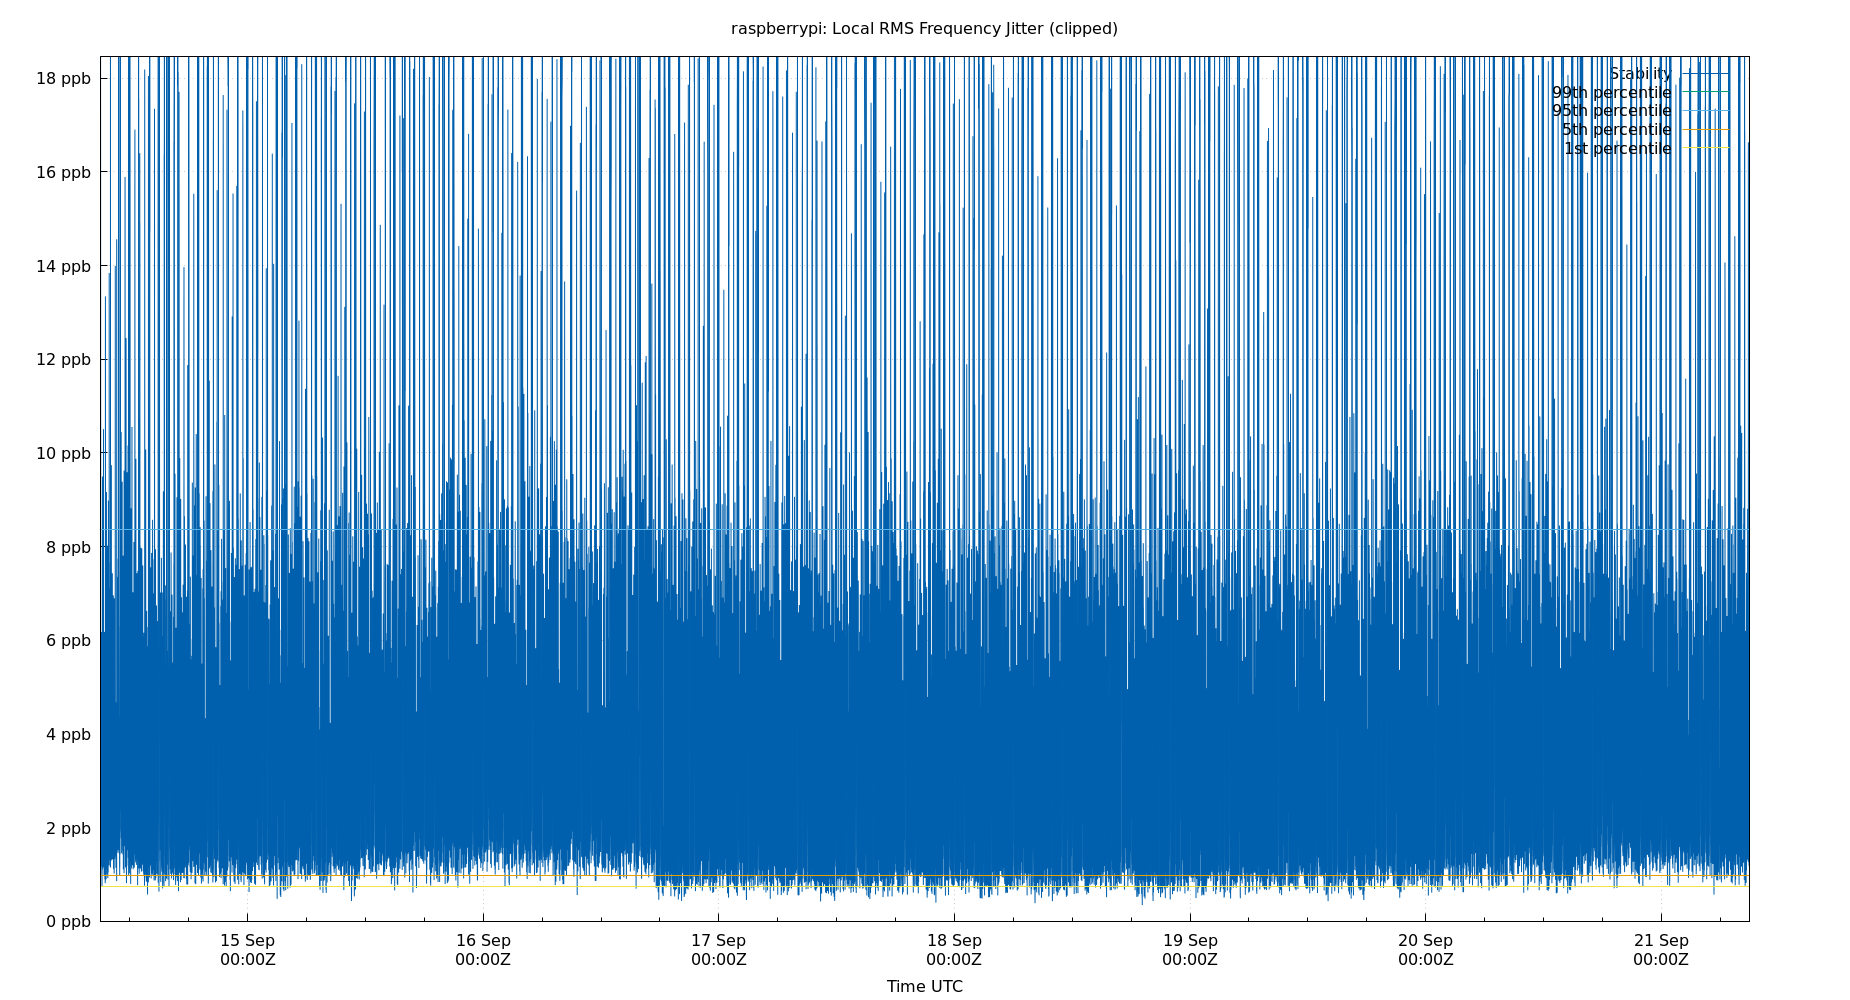 raspberrypi: Local RMS Frequency Jitter (clipped)
18 ppb
16 ppb
14 ppb
12 ppb
10 ppb
8 ppb
6 ppb
4 ppb
2 ppb
0 ppb
Stability
99th percentile
95th percentile
5th percentile
1st percentile
15 Sep
00:00Z
16 Sep
00:00Z
17 Sep
00:00Z
18 Sep
00:00Z
19 Sep
00:00Z
20 Sep
00:00Z
21 Sep
00:00Z
Time UTC